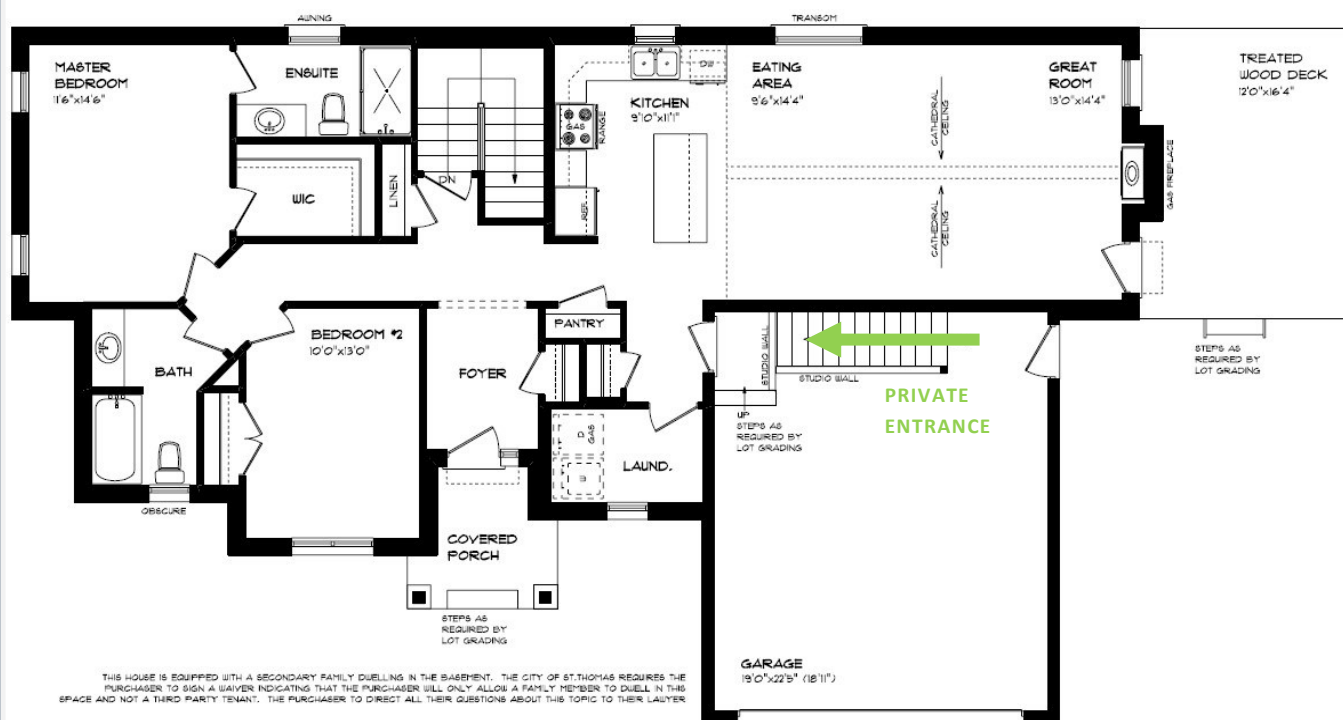 AWNING
TRANSOM
MASTER
BEDROOM
11'6"x14'6"
ENSUITE
DW
EATING
AREA
9'6"x14'4"
GREAT
ROOM
13'0"x14'4"
TREATED
WOOD DECK
12'0"x16'4"
KITCHEN
9'10"x11'1"
GAS
RANGE
CATHEDRAL
CEILING
DN
LINEN
WIC
REF.
CATHEDRAL
CEILING
GAS FIREPLACE
BEDROOM #2
10'0"x13'0"
PANTRY
BATH
FOYER
STUDIO WALL
STUDIO WALL
STEPS AS
REQUIRED BY
LOT GRADING
PRIVATE
ENTRANCE
UP
STEPS AS
REQUIRED BY
LOT GRADING
D
GAS
W
LAUND.
OBSCURE
COVERED
PORCH
STEPS AS
REQUIRED BY
LOT GRADING
GARAGE
19'0"x22'5" (18'11")
THIS HOUSE IS EQUIPPED WITH A SECONDARY FAMILY DWELLING IN THE BASEMENT. THE CITY OF ST.THOMAS REQUIRES THE
PURCHASER TO SIGN A WAIVER INDICATING THAT THE PURCHASER WILL ONLY ALLOW A FAMILY MEMBER TO DWELL IN THIS
SPACE AND NOT A THIRD PARTY TENANT. THE PURCHASER TO DIRECT ALL THEIR QUESTIONS ABOUT THIS TOPIC TO THEIR LAWYER